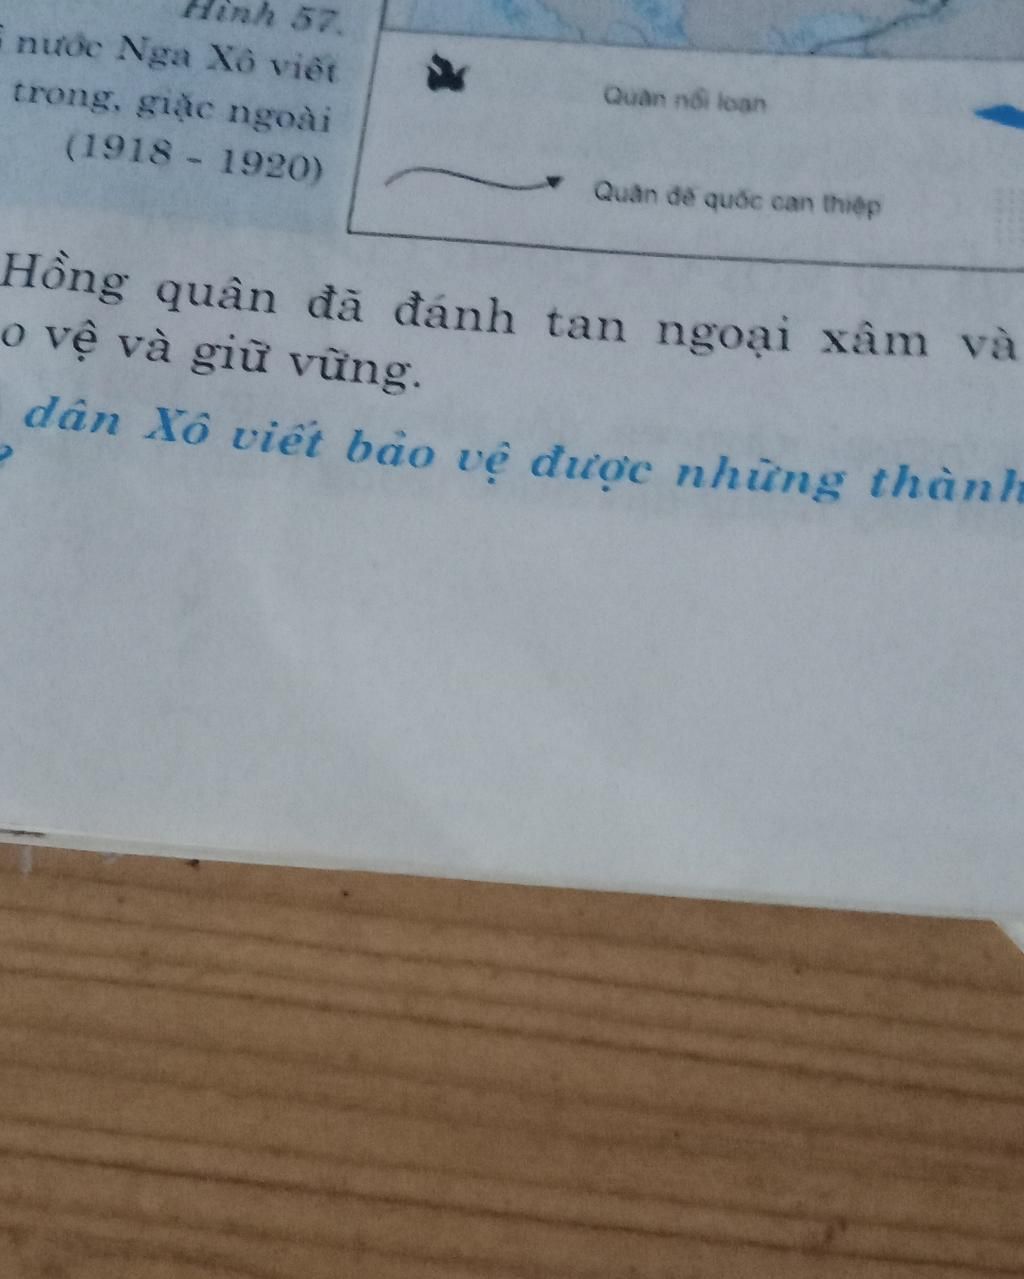 Hình 57.
nước Nga Xô viết
trong, giặc ngoài
(1918 - 1920)
Quân nổi loạn
Quân đế quốc can thiệp
Hồng quân đã đánh tan ngoại xâm và
o vệ và giữ vững.
dân Xô viết bảo vệ được những thành
?